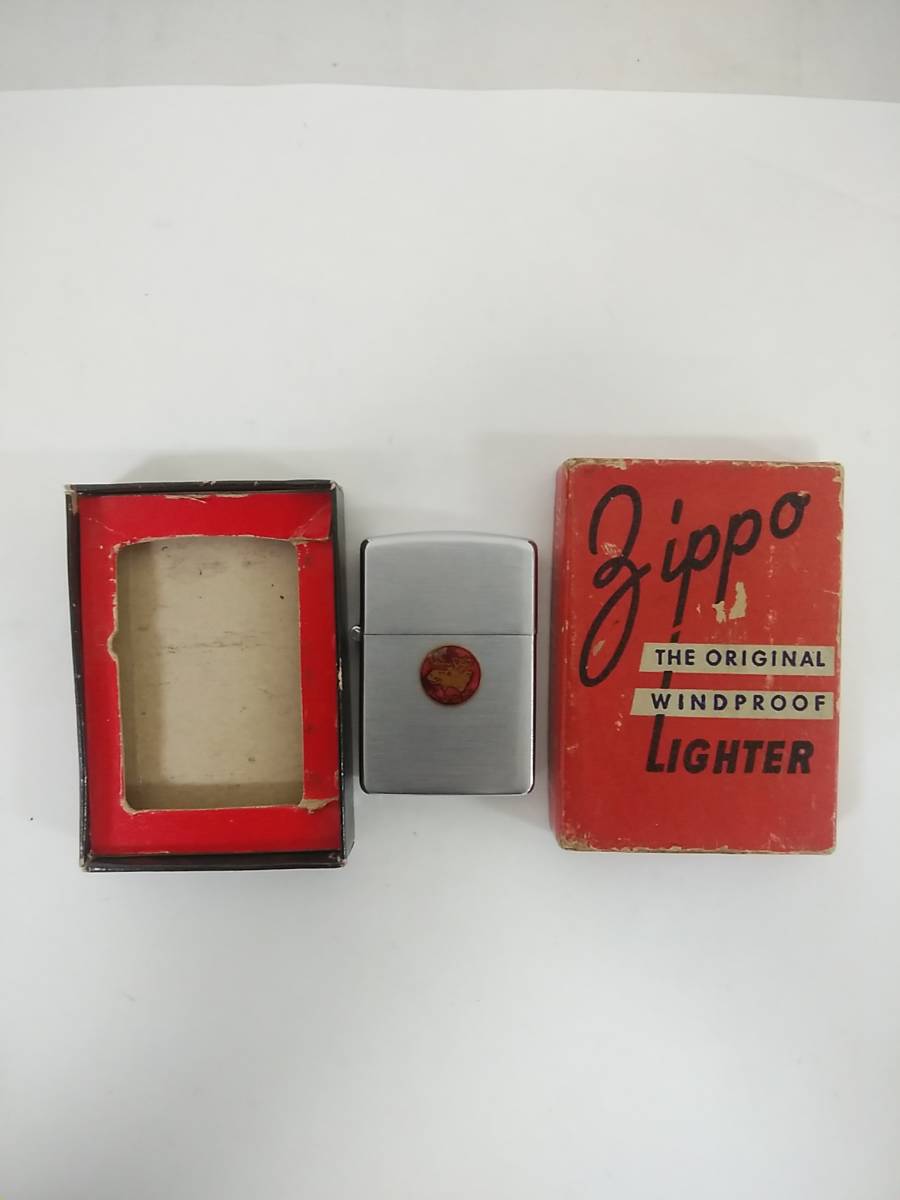 Zippo
THE ORIGINAL
WINDPROOF
LIGHTER